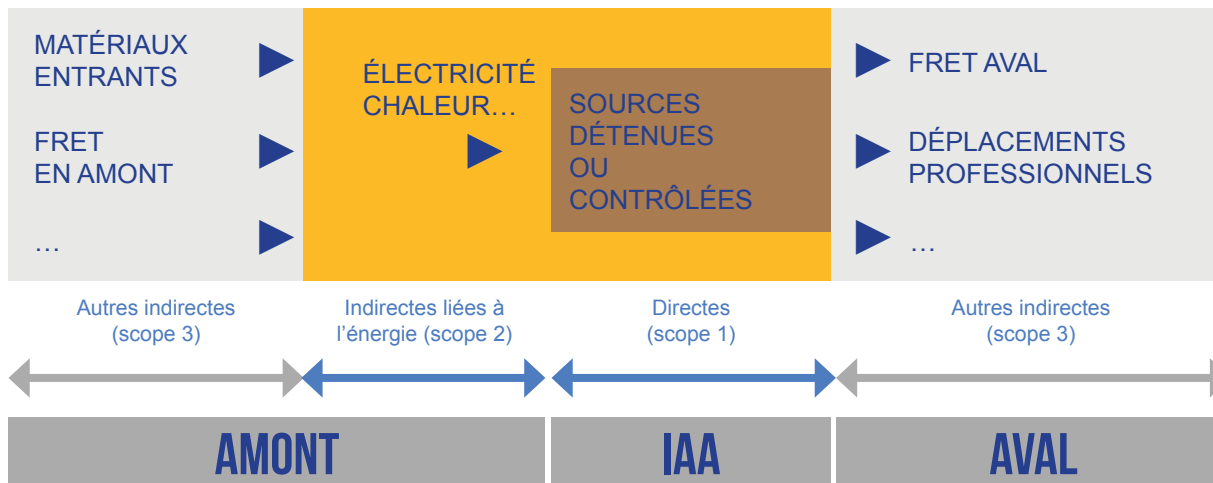 MATÉRIAUX
ENTRANTS
FRET
EN AMONT
…
ÉLECTRICITÉ
CHALEUR…
SOURCES
DÉTENUES
OU
CONTRÔLÉES
FRET AVAL
DÉPLACEMENTS
PROFESSIONNELS
…
Autres indirectes
(scope 3)
Indirectes liées à
l’énergie (scope 2)
Directes
(scope 1)
Autres indirectes
(scope 3)
AMONT
IAA
AVAL